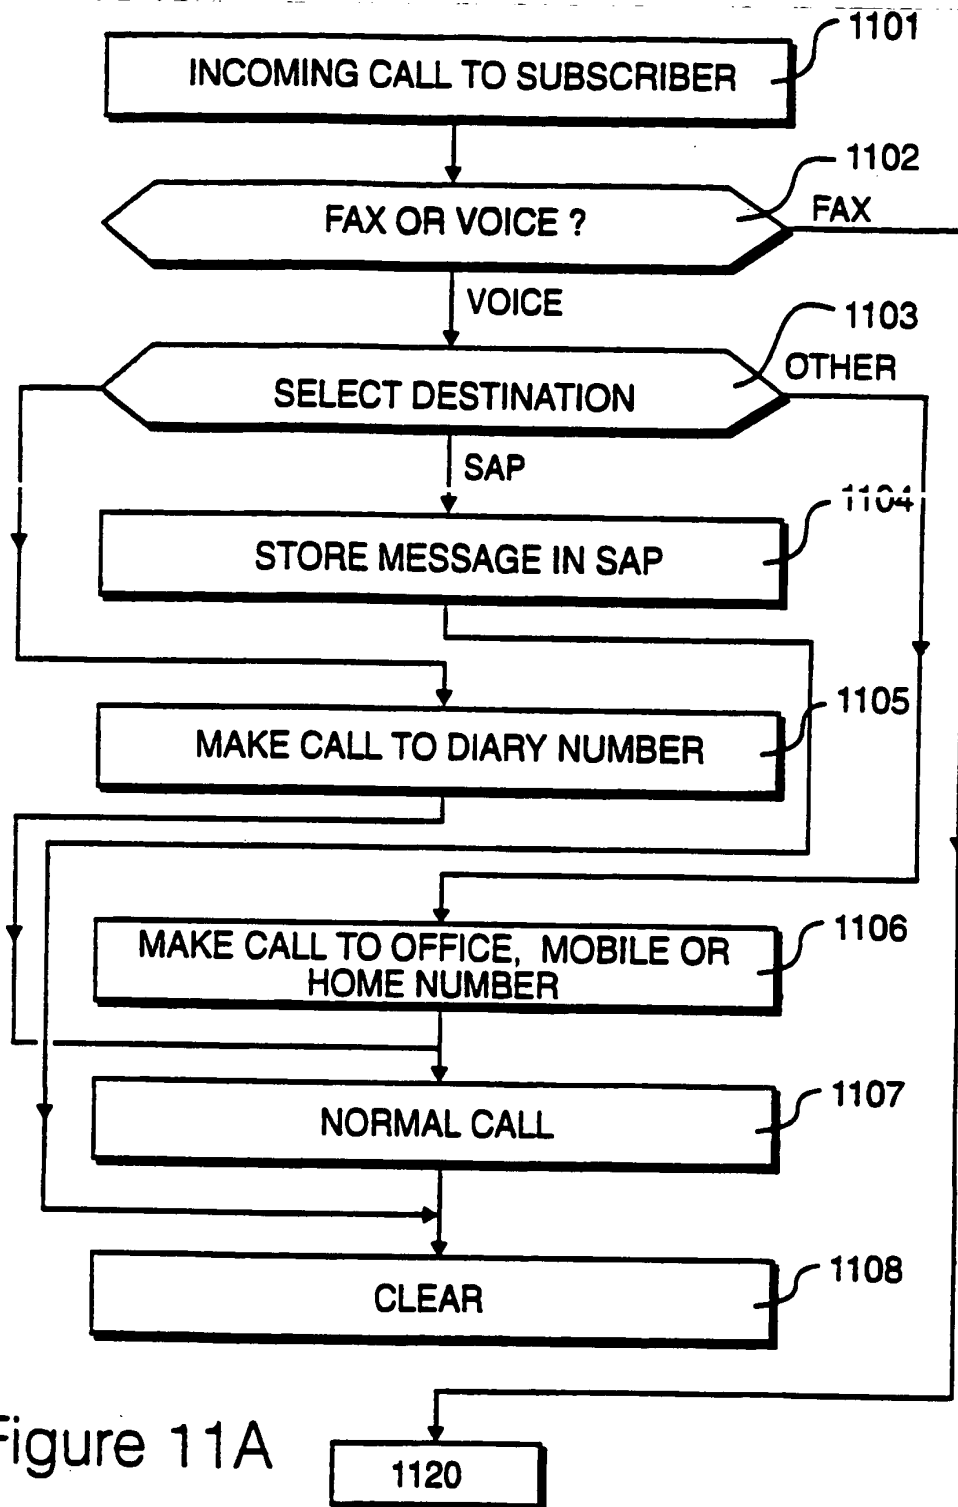 1101
INCOMING CALL TO SUBSCRIBER
1102
FAX OR VOICE ?
FAX
VOICE
1103
OTHER
SELECT DESTINATION
SAP
1104
STORE MESSAGE IN SAP
1105
MAKE CALL TO DIARY NUMBER
1106
MAKE CALL TO OFFICE, MOBILE OR
HOME NUMBER
1107
NORMAL CALL
1108
CLEAR
Figure 11A
1120